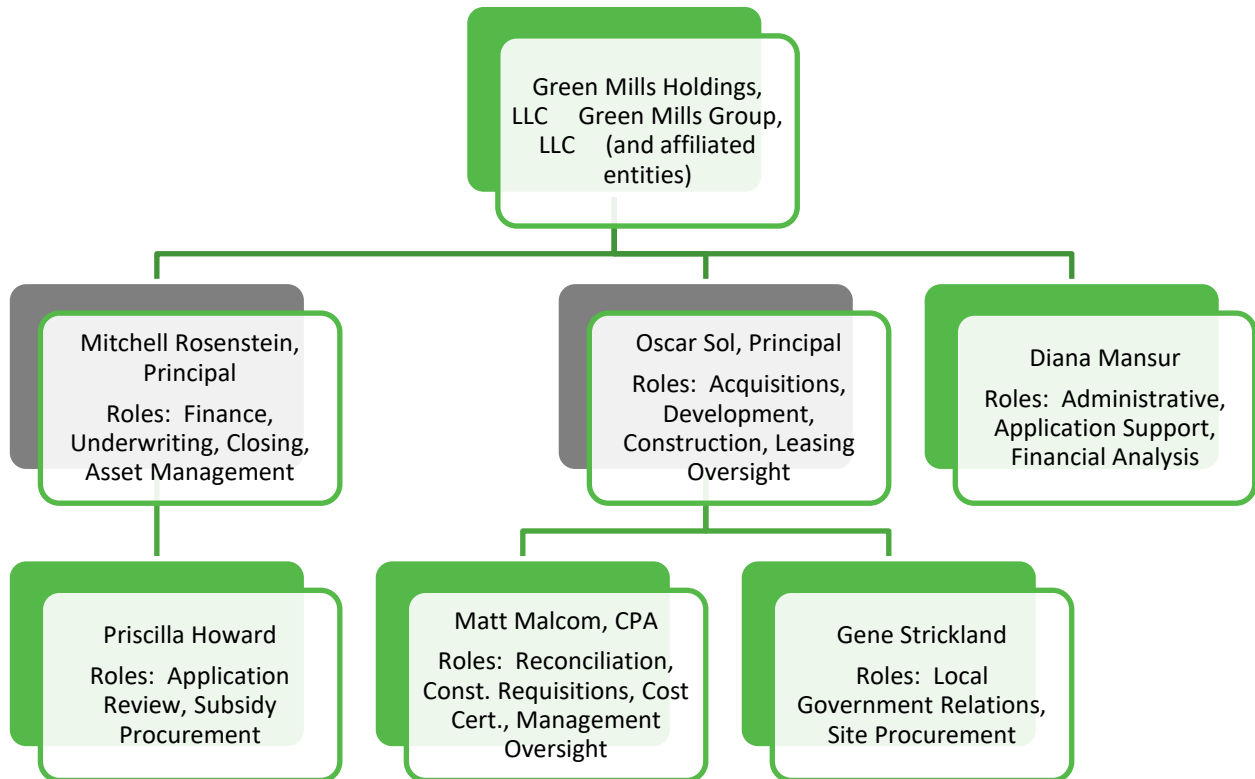 Green Mills Holdings,
LLC Green Mills Group,
LLC (and affiliated
entities)
Mitchell Rosenstein,
Principal
Roles: Finance,
Underwriting, Closing,
Asset Management
Oscar Sol, Principal
Roles: Acquisitions,
Development,
Construction, Leasing
Oversight
Diana Mansur
Roles: Administrative,
Application Support,
Financial Analysis
Priscilla Howard
Roles: Application
Review, Subsidy
Procurement
Matt Malcom, CPA
Roles: Reconciliation,
Const. Requisitions, Cost
Cert., Management
Oversight
Gene Strickland
Roles: Local
Government Relations,
Site Procurement